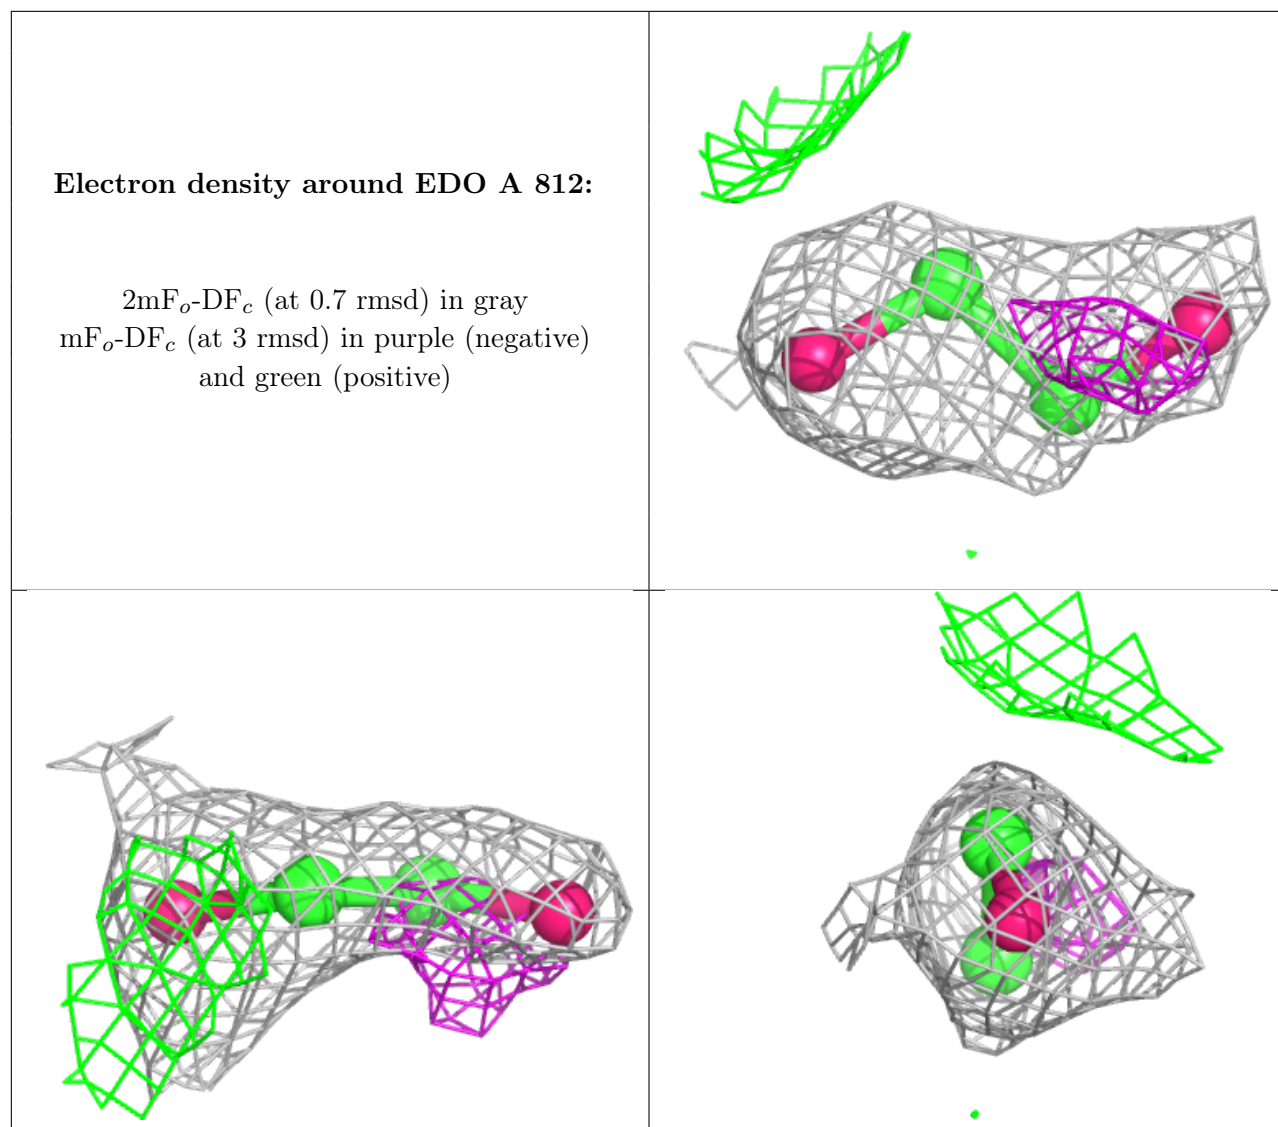 Electron density around EDO A 812:
2mFo-DFc (at 0.7 rmsd) in gray
mFo-DFc (at 3 rmsd) in purple (negative)
and green (positive)